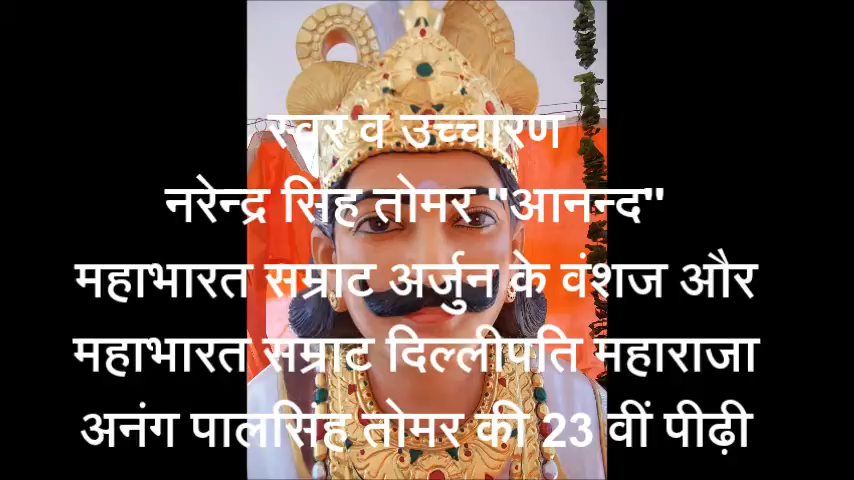 स्वर व उच्चारण
नरेन्द्र सिंह तोमर "आनन्द"
महाभारत सम्राट अर्जुन के वंशज और
महाभारत सम्राट दिल्लीपति महाराजा
अनंग पालसिंह तोमर की 23 वीं पीढ़ी